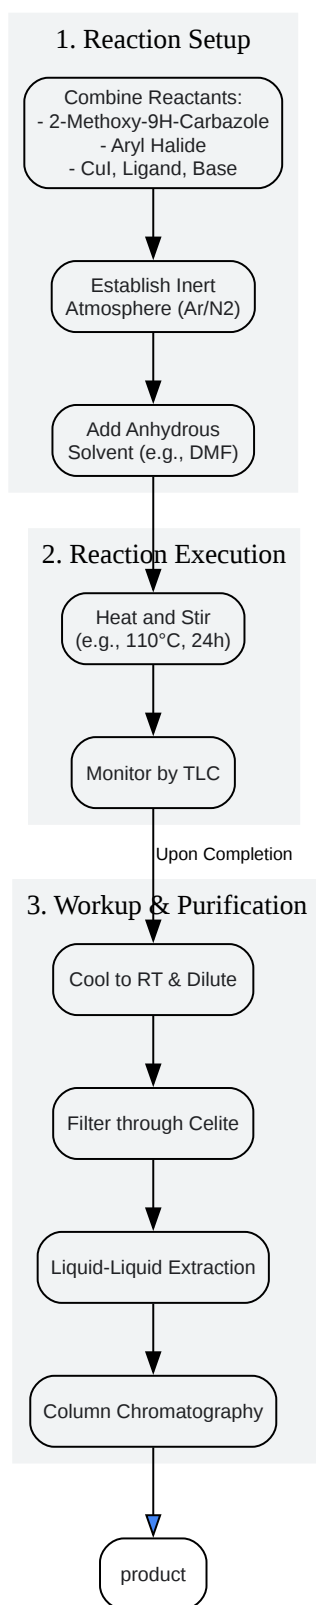 1. Reaction Setup
Combine Reactants:
- 2-Methoxy-9H-Carbazole
- Aryl Halide
- CuI, Ligand, Base
Establish Inert
Atmosphere (Ar/N2)
Add Anhydrous
Solvent (e.g., DMF)
2. Reaction Execution
Heat and Stir
(e.g., 110°C, 24h)
Monitor by TLC
Upon Completion
3. Workup & Purification
Cool to RT & Dilute
Filter through Celite
Liquid-Liquid Extraction
Column Chromatography
product